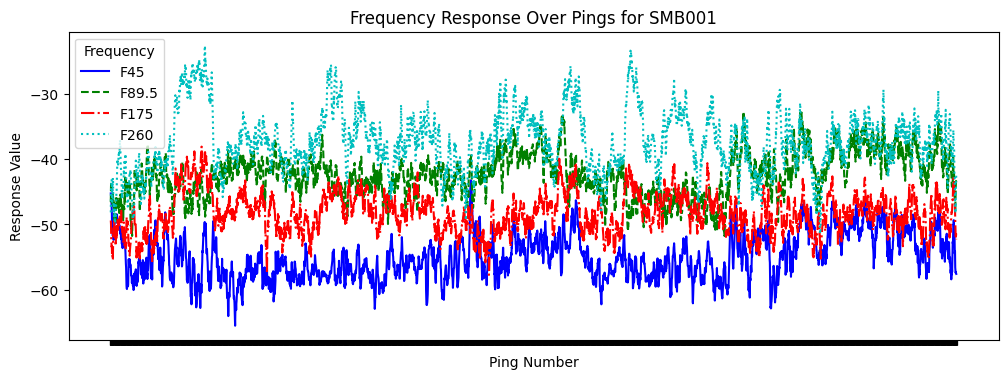 Frequency Response Over Pings for SMB001
Frequency
F45
F89.5
F175
F260
−30
−40
−50
−60
Response Value
Ping Number